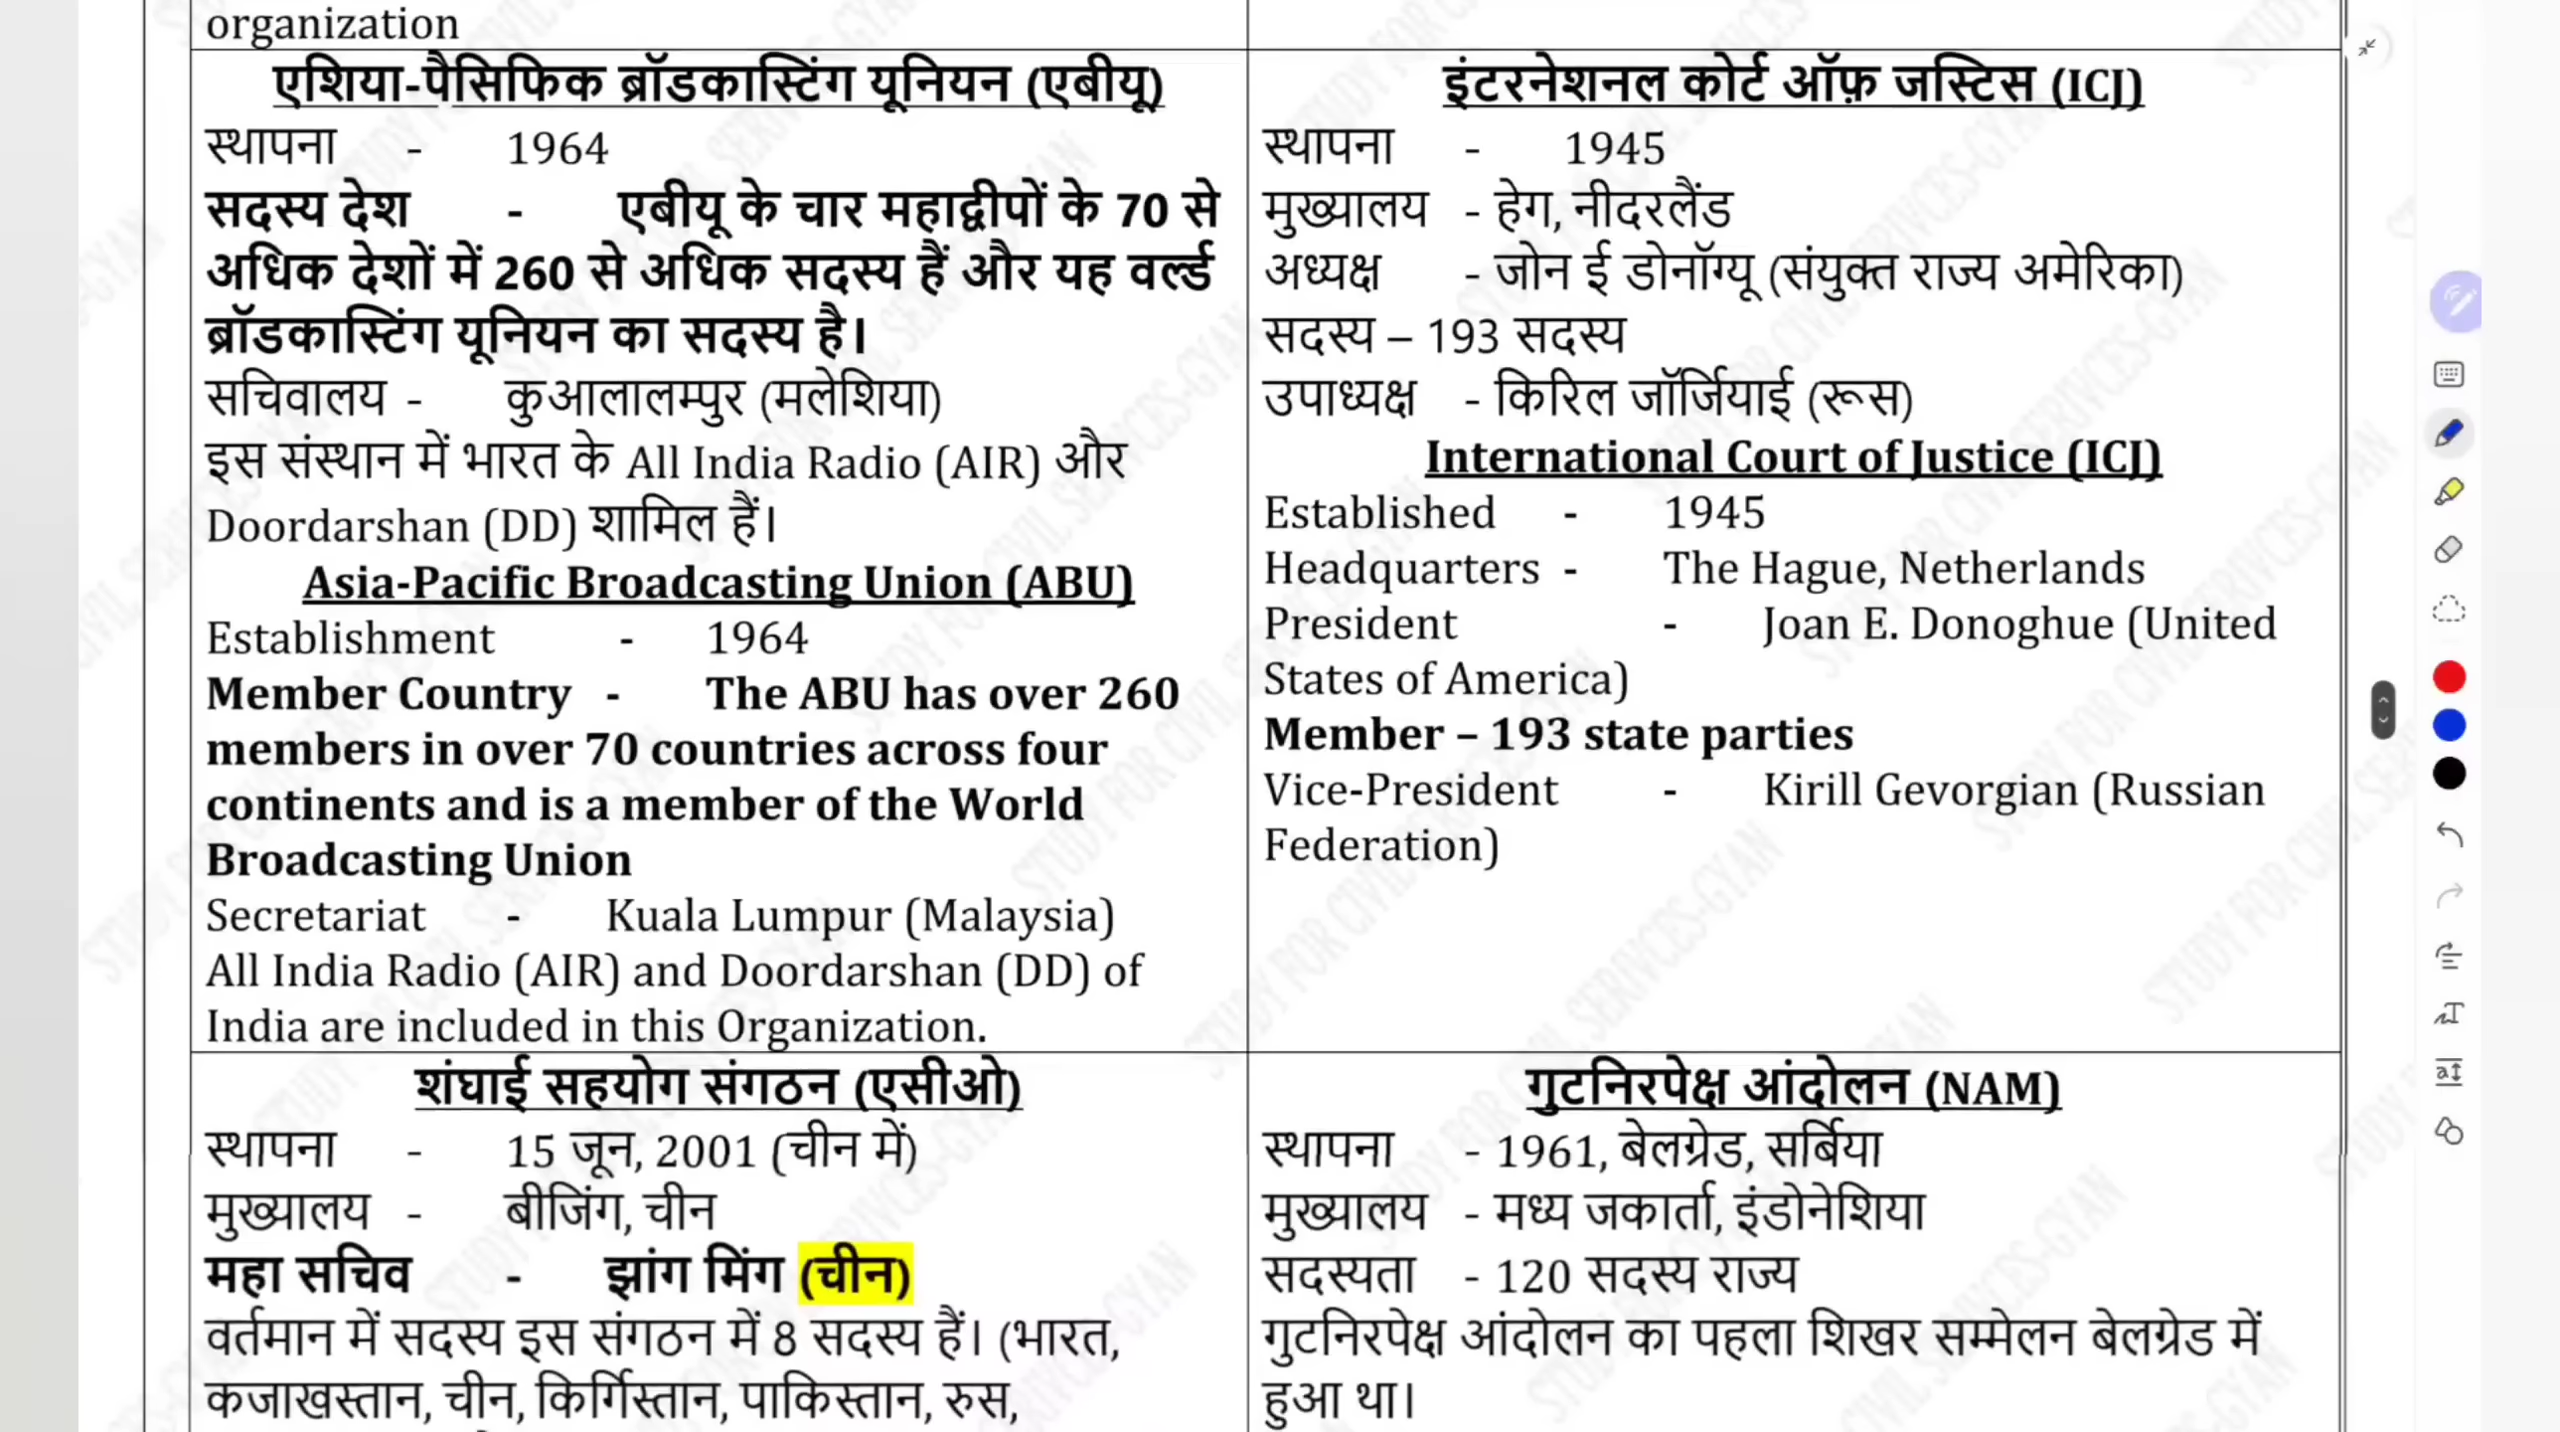 organization
एशिया-पैसिफिक ब्रॉडकास्टिंग यूनियन (एबीयू)
स्थापना - 1964
सदस्य देश - एबीयू के चार महाद्वीपों के 70 से
अधिक देशों में 260 से अधिक सदस्य हैं और यह वर्ल्ड
ब्रॉडकास्टिंग यूनियन का सदस्य है।
सचिवालय - कुआलालम्पुर (मलेशिया)
इस संस्थान में भारत के All India Radio (AIR) और
Doordarshan (DD) शामिल हैं।
Asia-Pacific Broadcasting Union (ABU)
Establishment - 1964
Member Country - The ABU has over 260
members in over 70 countries across four
continents and is a member of the World
Broadcasting Union
Secretariat - Kuala Lumpur (Malaysia)
All India Radio (AIR) and Doordarshan (DD) of
India are included in this Organization.
इंटरनेशनल कोर्ट ऑफ़ जस्टिस (ICJ)
स्थापना - 1945
मुख्यालय - हेग, नीदरलैंड
अध्यक्ष - जोन ई डोनॉग्यू (संयुक्त राज्य अमेरिका)
सदस्य – 193 सदस्य
उपाध्यक्ष - किरिल जॉर्जियाई (रूस)
International Court of Justice (ICJ)
Established - 1945
Headquarters - The Hague, Netherlands
President - Joan E. Donoghue (United
States of America)
Member – 193 state parties
Vice-President - Kirill Gevorgian (Russian
Federation)
शंघाई सहयोग संगठन (एसीओ)
स्थापना - 15 जून, 2001 (चीन में)
मुख्यालय - बीजिंग, चीन
महा सचिव - झांग मिंग (चीन)
वर्तमान में सदस्य इस संगठन में 8 सदस्य हैं। (भारत,
कजाखस्तान, चीन, किर्गिस्तान, पाकिस्तान, रुस,
गुटनिरपेक्ष आंदोलन (NAM)
स्थापना - 1961, बेलग्रेड, सर्बिया
मुख्यालय - मध्य जकार्ता, इंडोनेशिया
सदस्यता - 120 सदस्य राज्य
गुटनिरपेक्ष आंदोलन का पहला शिखर सम्मेलन बेलग्रेड में
हुआ था।
STUDY FOR CIVIL SERIVCES-GYAN